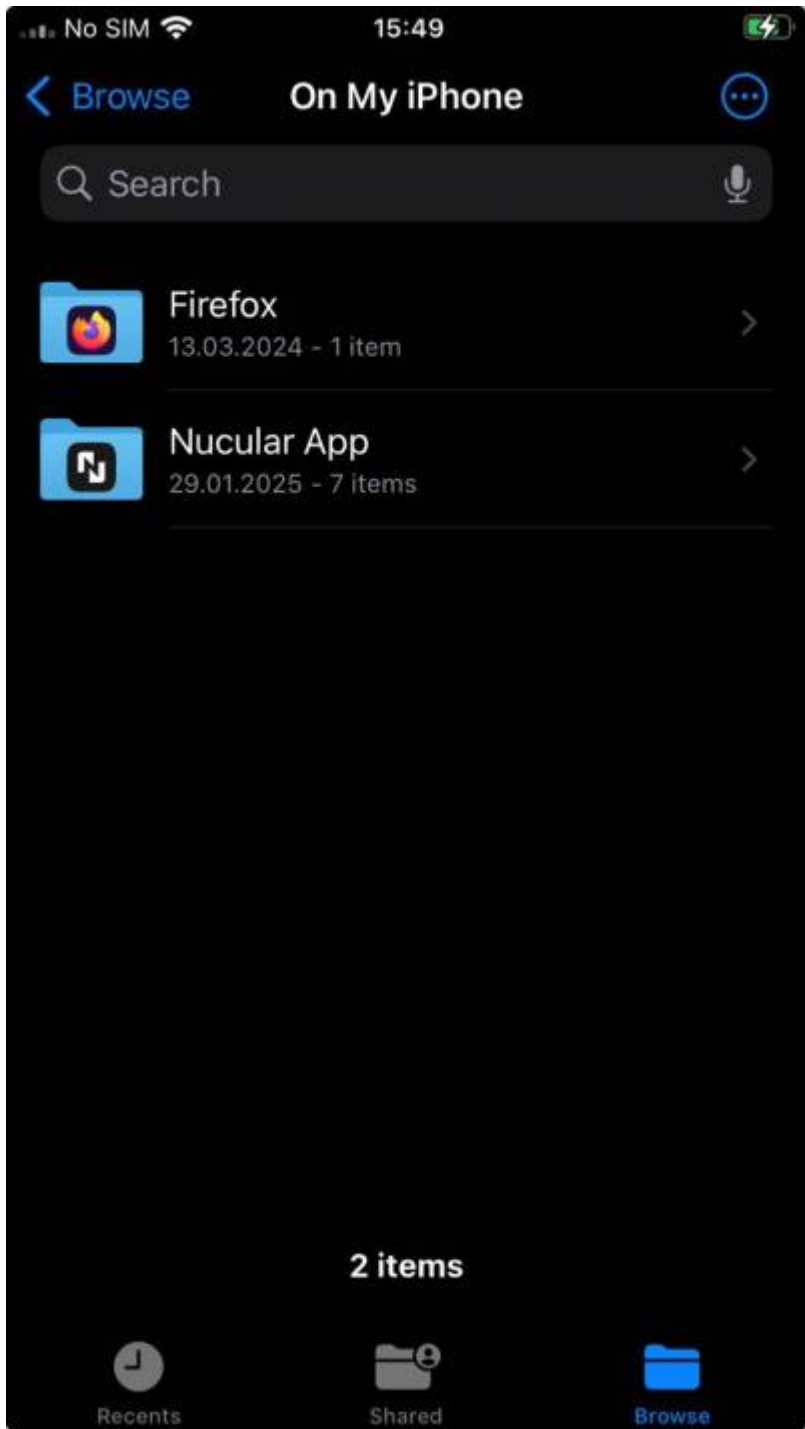 No SIM 15:49
Browse On My iPhone
Search
Firefox
13.03.2024 - 1 item
Nucular App
29.01.2025 - 7 items
2 items
Recents Shared Browse